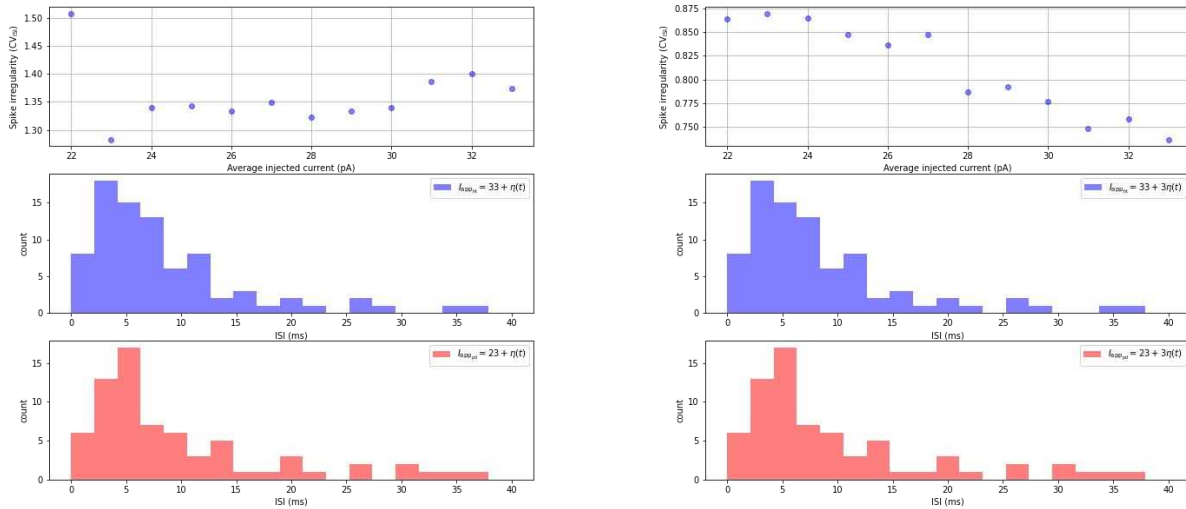 Spike irregularity (CV_ISI)
1.50
1.45
1.40
1.35
1.30
22 24 26 28 30 32
Average injected current (pA)
count
15
10
5
0
I_app_nt = 33 + η(t)
0 5 10 15 20 25 30 35 40
ISI (ms)
count
15
10
5
0
I_app_pd = 23 + η(t)
0 5 10 15 20 25 30 35 40
ISI (ms)
Spike irregularity (CV_ISI)
0.875
0.850
0.825
0.800
0.775
0.750
22 24 26 28 30 32
Average injected current (pA)
count
15
10
5
0
I_app_nt = 33 + 3η(t)
0 5 10 15 20 25 30 35 40
ISI (ms)
count
15
10
5
0
I_app_pd = 23 + 3η(t)
0 5 10 15 20 25 30 35 40
ISI (ms)